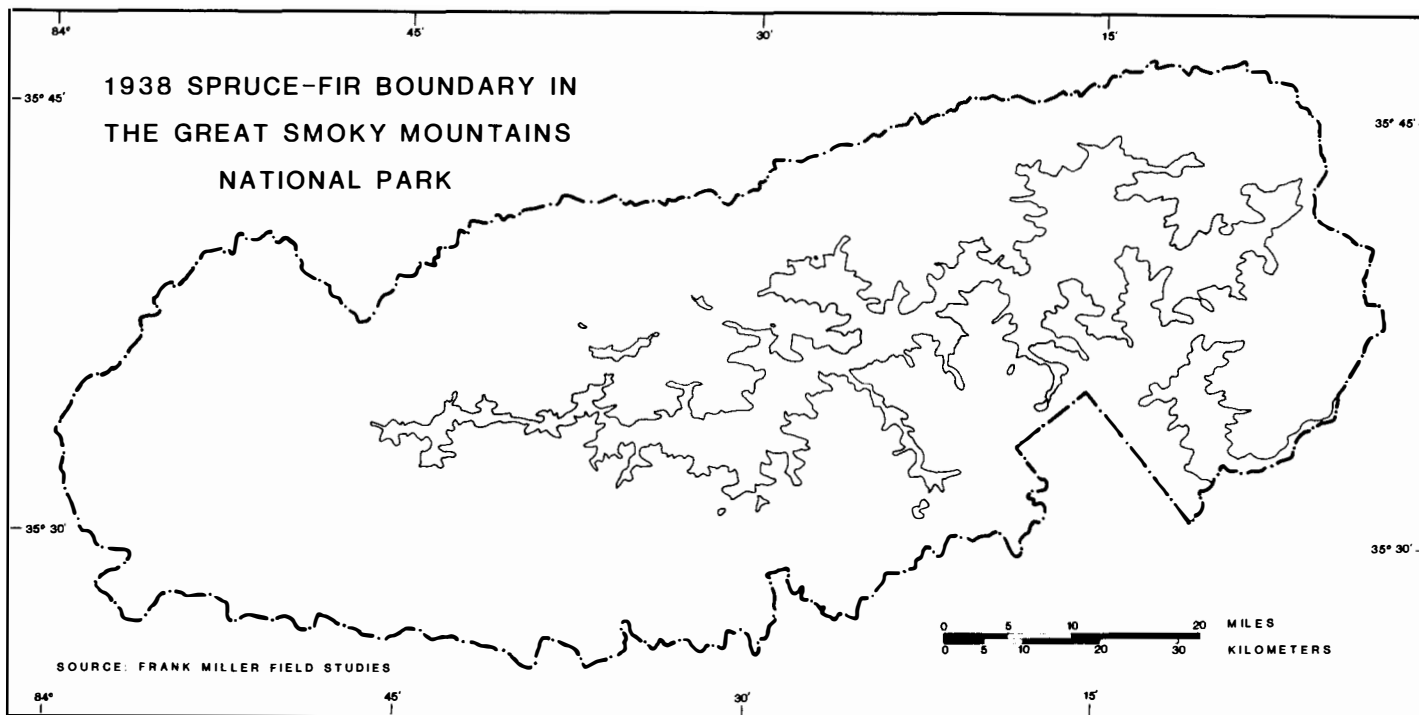 84°
45'
30'
15'
1938 SPRUCE-FIR BOUNDARY IN
THE GREAT SMOKY MOUNTAINS
NATIONAL PARK
35° 45'
35° 45'
35° 30'
35° 30'
0 5 10 20 MILES
0 5 10 20 30 KILOMETERS
SOURCE: FRANK MILLER FIELD STUDIES
84°
45'
30'
15'